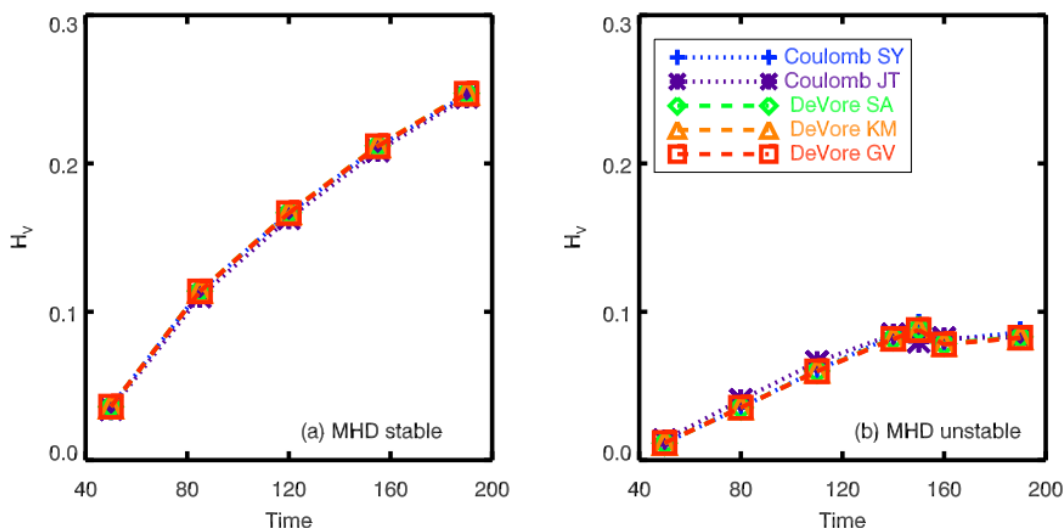 0.3
0.2
0.1
0.0
H_V
(a) MHD stable
40 80 120 160 200
Time
0.3
0.2
0.1
0.0
H_V
Coulomb SY
Coulomb JT
DeVore SA
DeVore KM
DeVore GV
(b) MHD unstable
40 80 120 160 200
Time